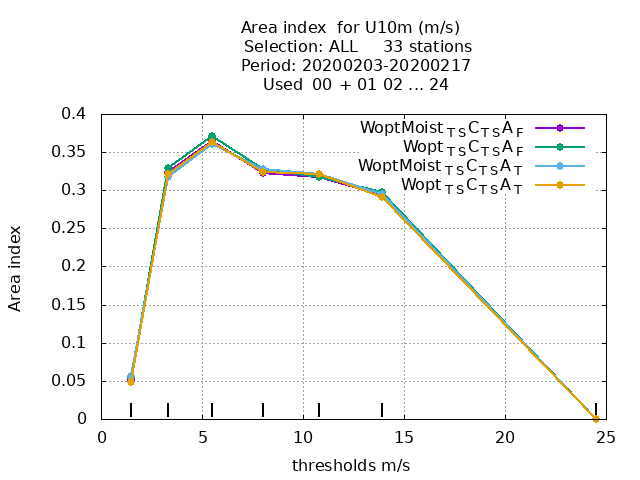 Area index  for U10m (m/s)
Selection: ALL     33 stations
Period: 20200203-20200217
Used  00 + 01 02 ... 24
WoptMoist TS C TS A F
Wopt TS C TS A F
WoptMoist TS C TS A T
Wopt TS C TS A T
0.4
0.35
0.3
0.25
0.2
0.15
0.1
0.05
0
Area index
0 5 10 15 20 25
thresholds m/s